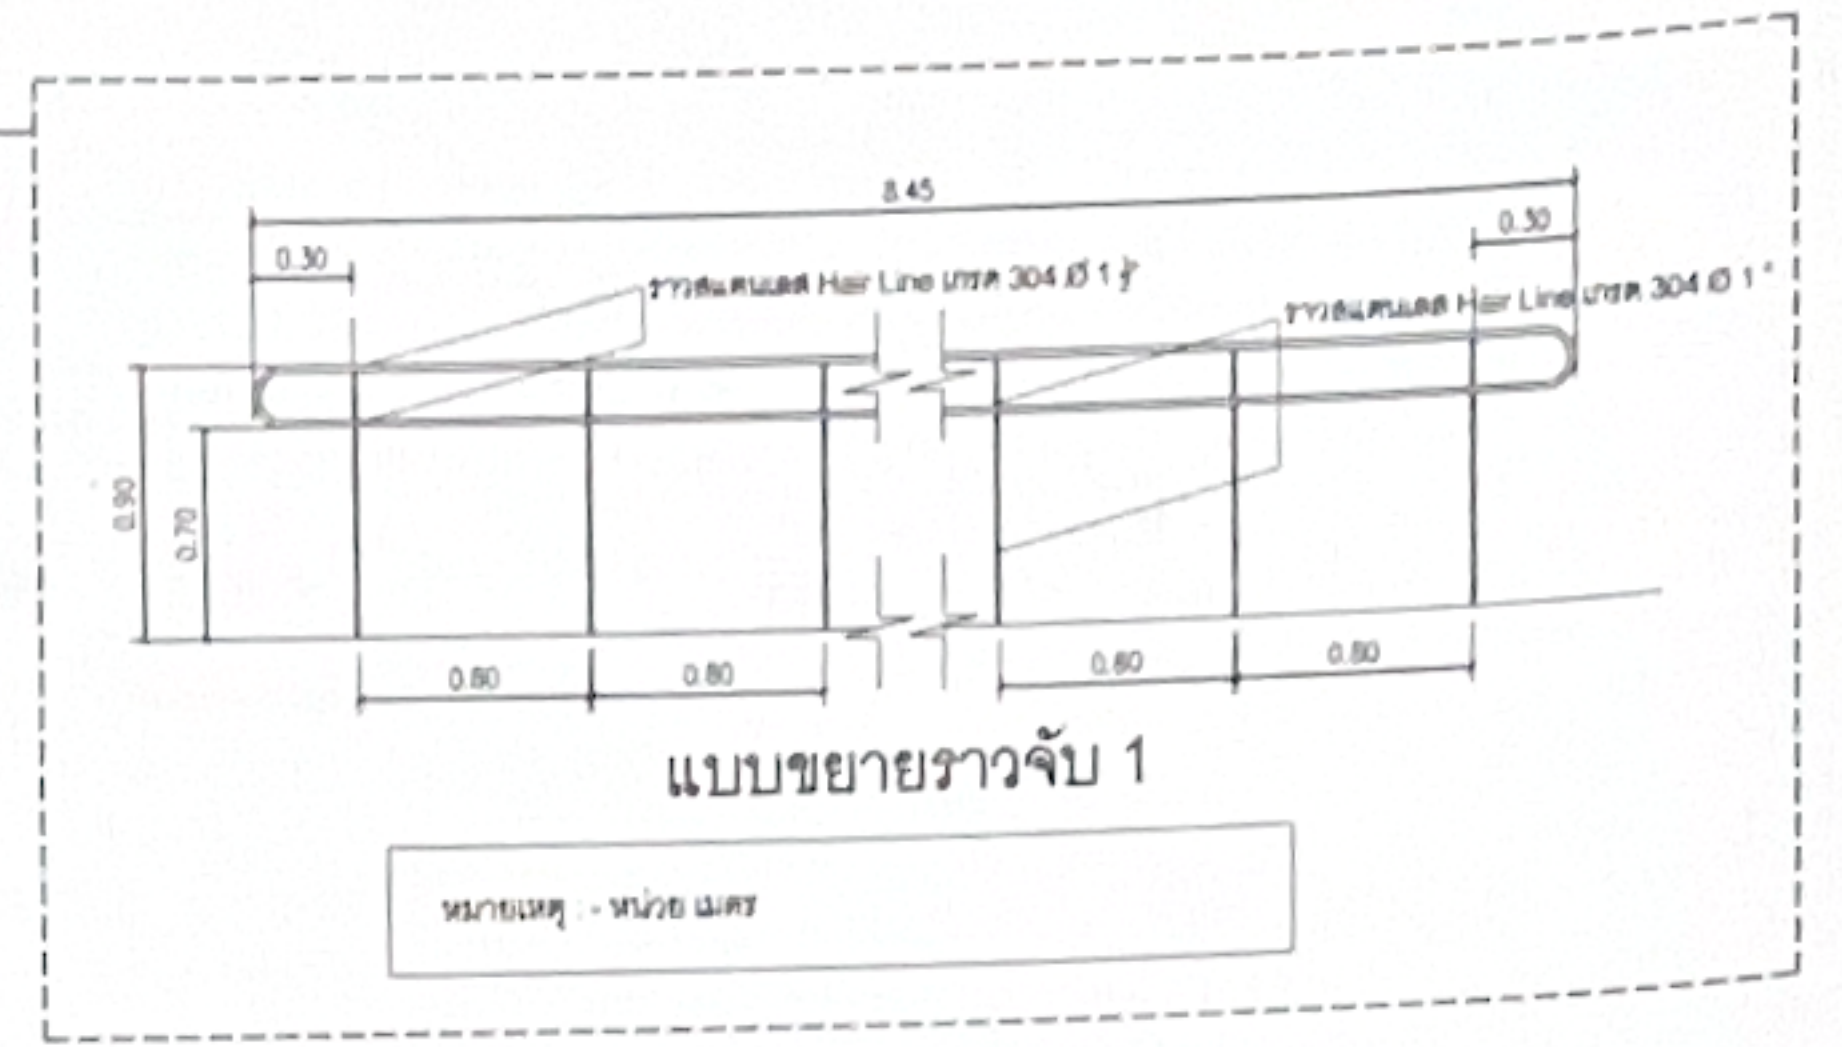 8.45
0.30
0.30
ราวสแตนเลส Hair Line เกรด 304 Ø 1 ½"
ราวสแตนเลส Hair Line เกรด 304 Ø 1"
0.90
0.70
0.80
0.80
0.80
0.80
แบบขยายราวจับ 1
หมายเหตุ : - หน่วย เมตร